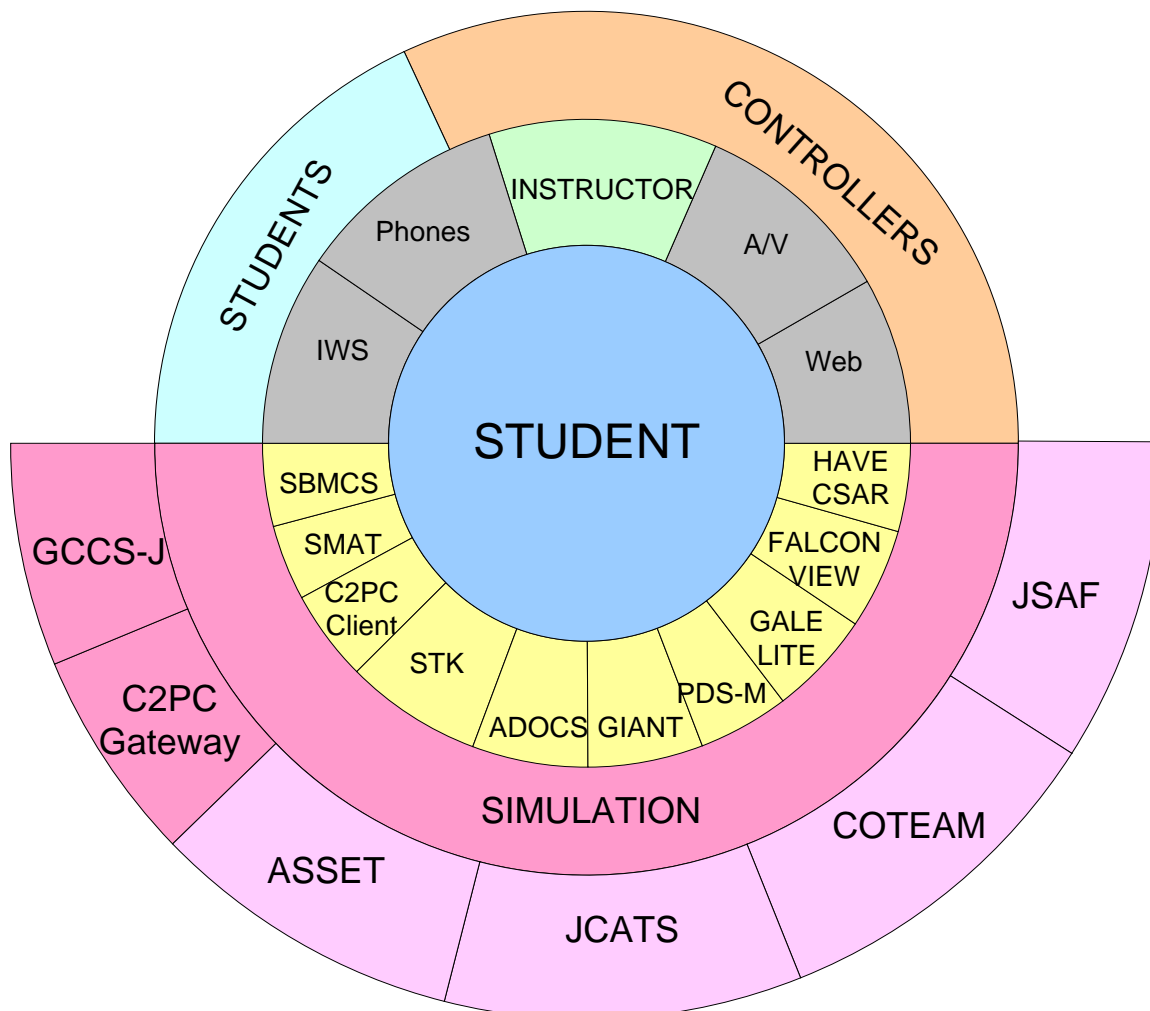 CONTROLLERS
STUDENTS
INSTRUCTOR
Phones
A/V
IWS
Web
STUDENT
SBMCS
SMAT
C2PC
Client
STK
ADOCS
GIANT
PDS-M
GALE
LITE
FALCON
VIEW
HAVE
CSAR
SIMULATION
GCCS-J
C2PC
Gateway
ASSET
JCATS
COTEAM
JSAF